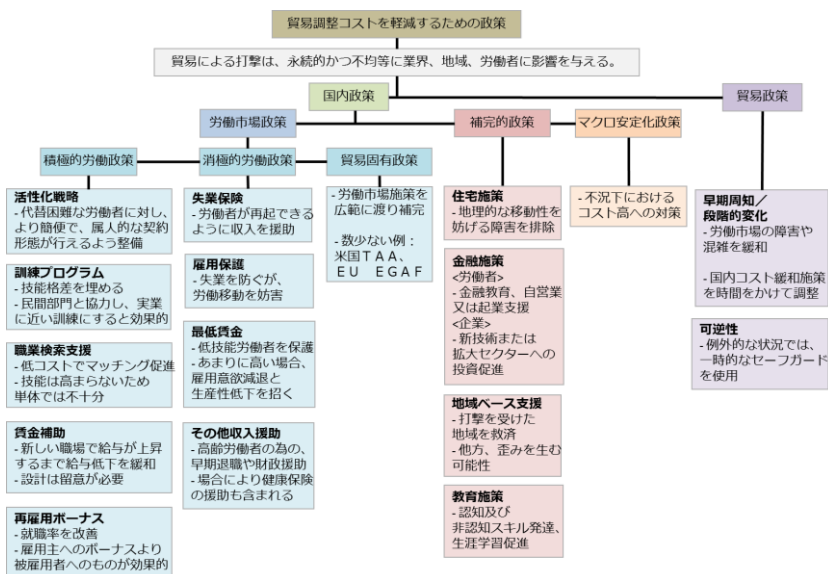 貿易調整コストを軽減するための政策
貿易による打撃は、永続的かつ不均等に業界、地域、労働者に影響を与える。
国内政策
貿易政策
労働市場政策
補完的政策
マクロ安定化政策
積極的労働政策
消極的労働政策
貿易固有政策
活性化戦略
- 代替困難な労働者に対し、
より簡便で、属人的な契約
形態が行えるよう整備
訓練プログラム
- 技能格差を埋める
- 民間部門と協力し、実業
に近い訓練にすると効果的
職業検索支援
- 低コストでマッチング促進
- 技能は高まらないため
単体では不十分
賃金補助
- 新しい職場で給与が上昇
するまで給与低下を緩和
- 設計は留意が必要
再雇用ボーナス
- 就職率を改善
- 雇用主へのボーナスより
被雇用者へのものが効果的
失業保険
- 労働者が再起できる
ように収入を援助
雇用保護
- 失業を防ぐが、
労働移動を妨害
最低賃金
- 低技能労働者を保護
- あまりに高い場合、
雇用意欲減退と
生産性低下を招く
その他収入援助
- 高齢労働者の為の、
早期退職や財政援助
- 場合により健康保険
の援助も含まれる
- 労働市場施策を
広範に渡り補完
- 数少ない例：
米国ＴＡＡ、
ＥＵ　ＥＧＡＦ
住宅施策
- 地理的な移動性を
妨げる障害を排除
金融施策
<労働者>
- 金融教育、自営業
又は起業支援
<企業>
- 新技術または
拡大セクターへの
投資促進
地域ベース支援
- 打撃を受けた
地域を救済
- 他方、歪みを生む
可能性
教育施策
- 認知及び
非認知スキル発達、
生涯学習促進
- 不況下における
コスト高への対策
早期周知／
段階的変化
- 労働市場の障害や
混雑を緩和
- 国内コスト緩和施策
を時間をかけて調整
可逆性
- 例外的な状況では、
一時的なセーフガード
を使用